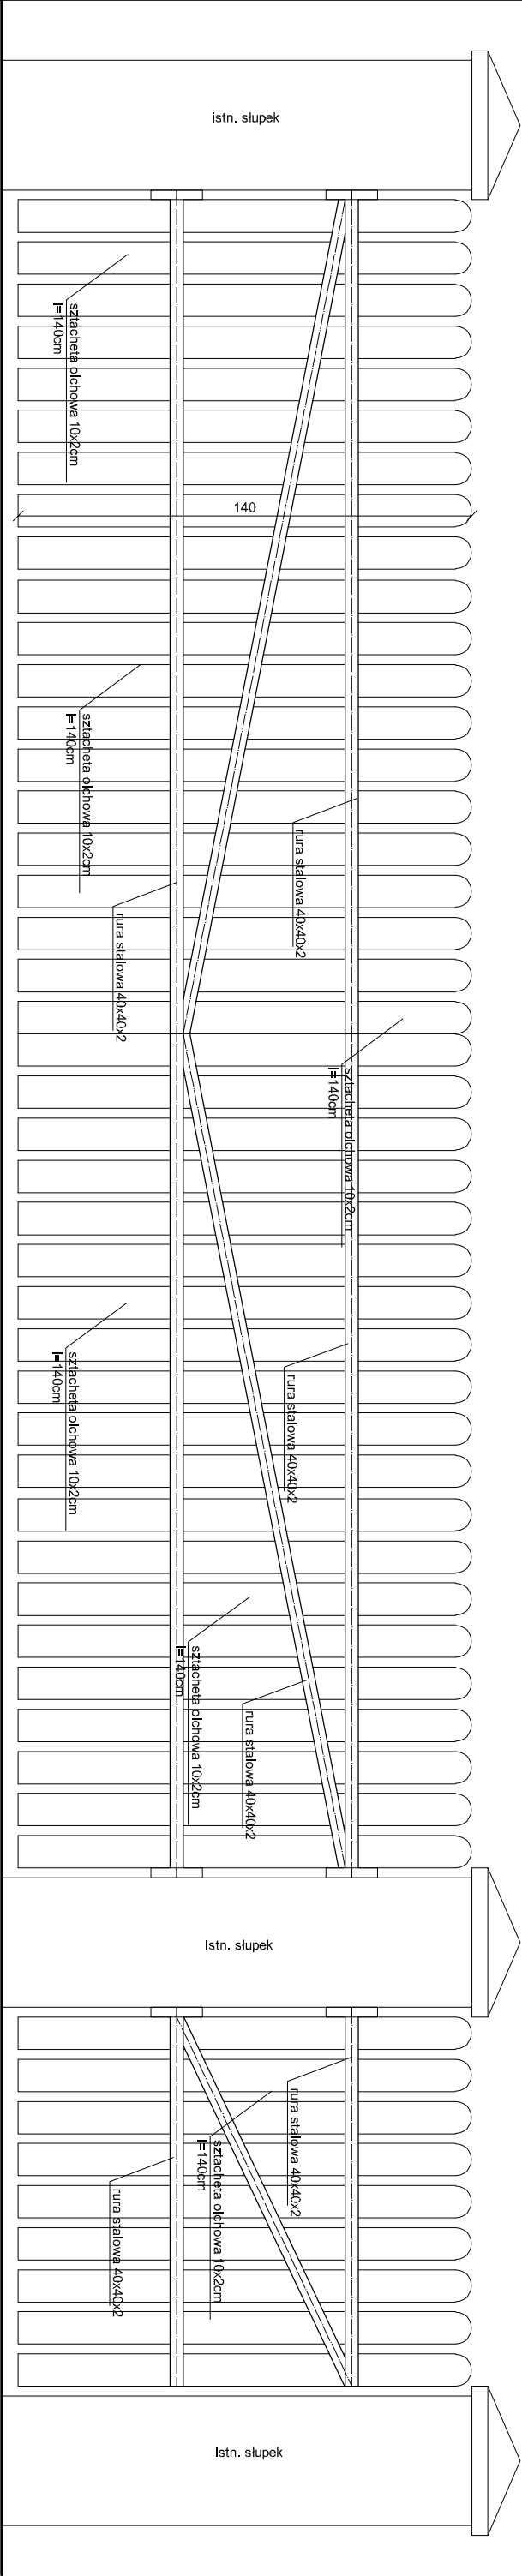 istn. słupek
sztacheta olchowa 10x2cm
l=140cm
140
sztacheta olchowa 10x2cm
l=140cm
rura stalowa 40x40x2
rura stalowa 40x40x2
sztacheta olchowa 10x2cm
l=140cm
sztacheta olchowa 10x2cm
l=140cm
rura stalowa 40x40x2
sztacheta olchowa 10x2cm
l=140cm
rura stalowa 40x40x2
Istn. słupek
rura stalowa 40x40x2
sztacheta olchowa 10x2cm
l=140cm
rura stalowa 40x40x2
Istn. słupek